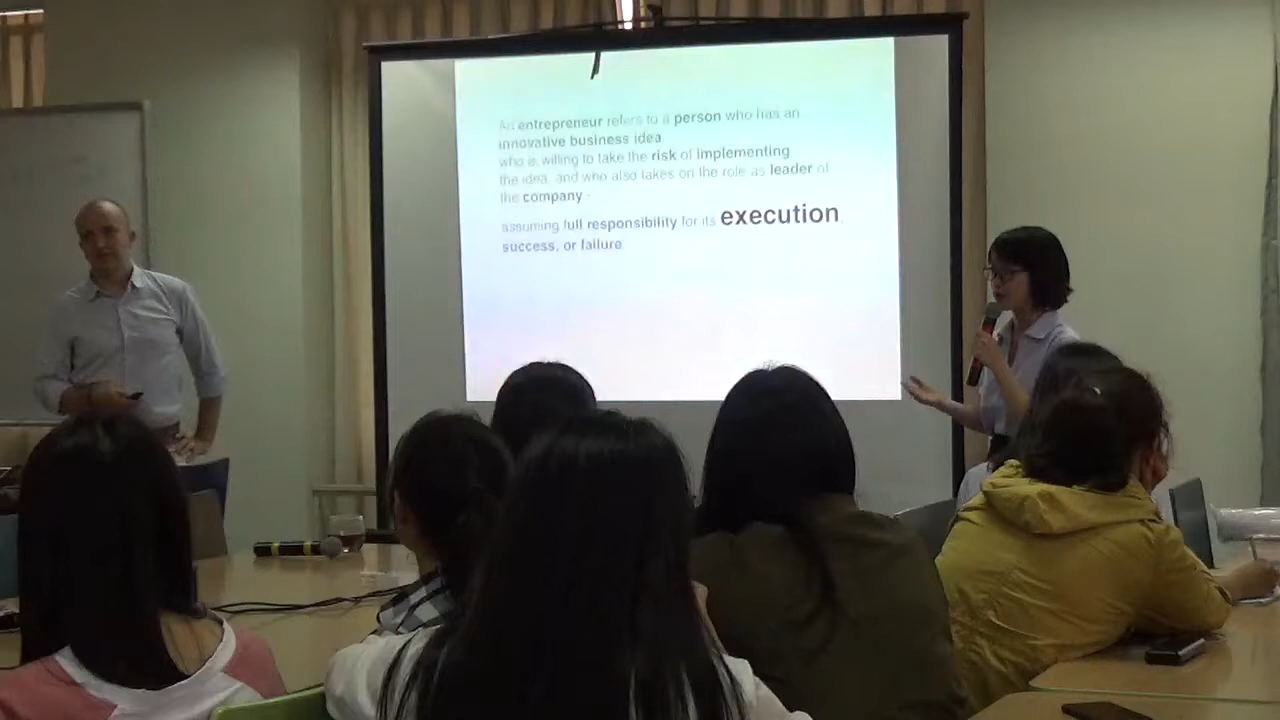 An entrepreneur refers to a person who has an
innovative business idea,
who is willing to take the risk of implementing
the idea, and who also takes on the role as leader of
the company -
assuming full responsibility for its execution,
success, or failure